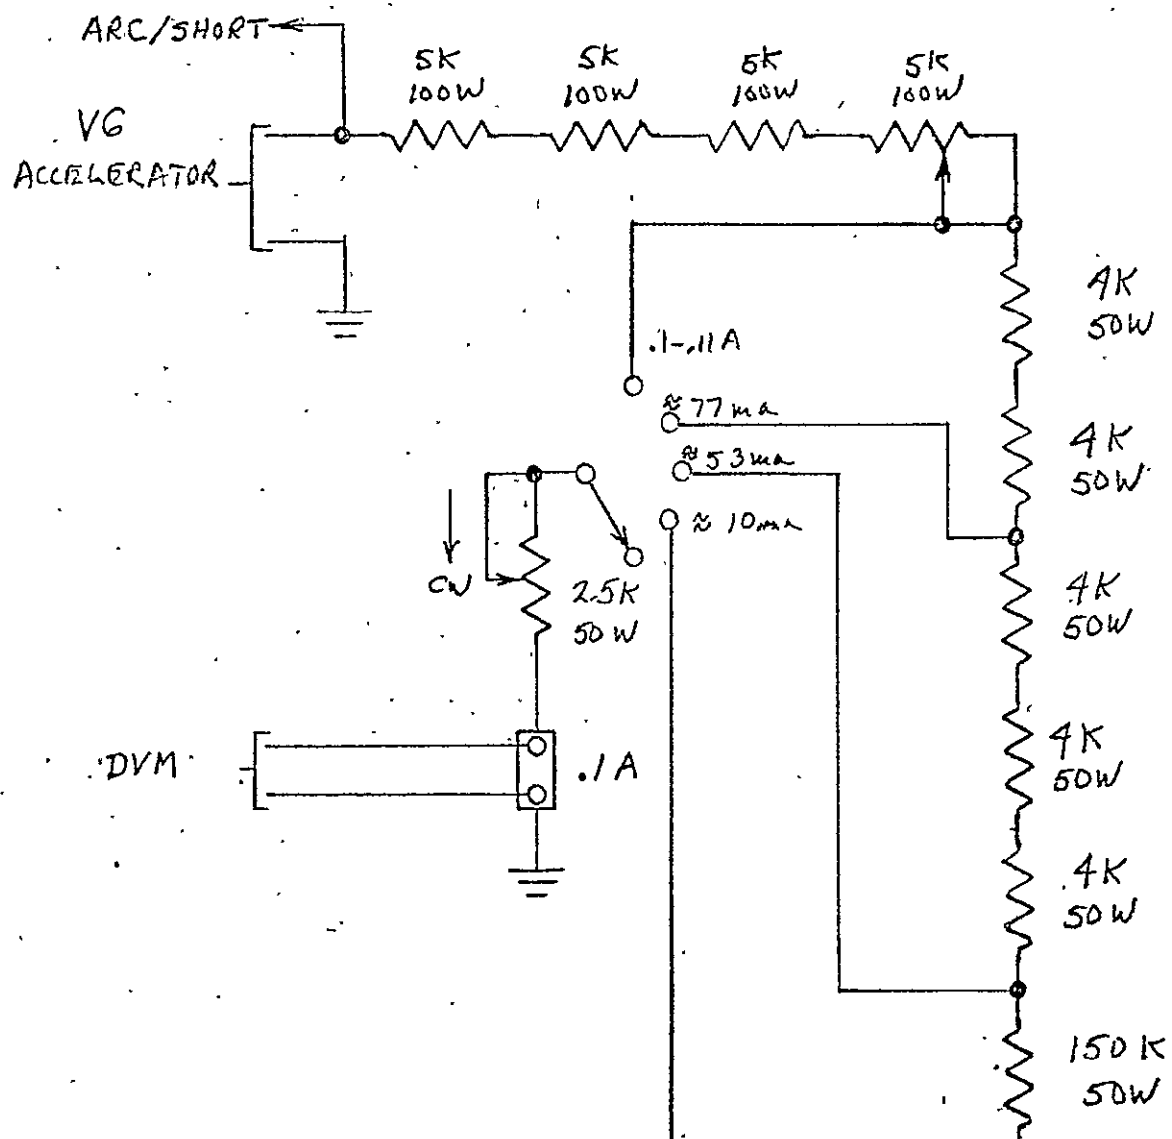 ARC/SHORT
5K
100W
5K
100W
5K
100W
5K
100W
V6
ACCELERATOR
4K
50W
.1-.11A
≈ 77ma
4K
50W
≈ 53ma
≈ 10ma
CW
2.5K
50W
4K
50W
DVM
.1A
4K
50W
4K
50W
150K
50W